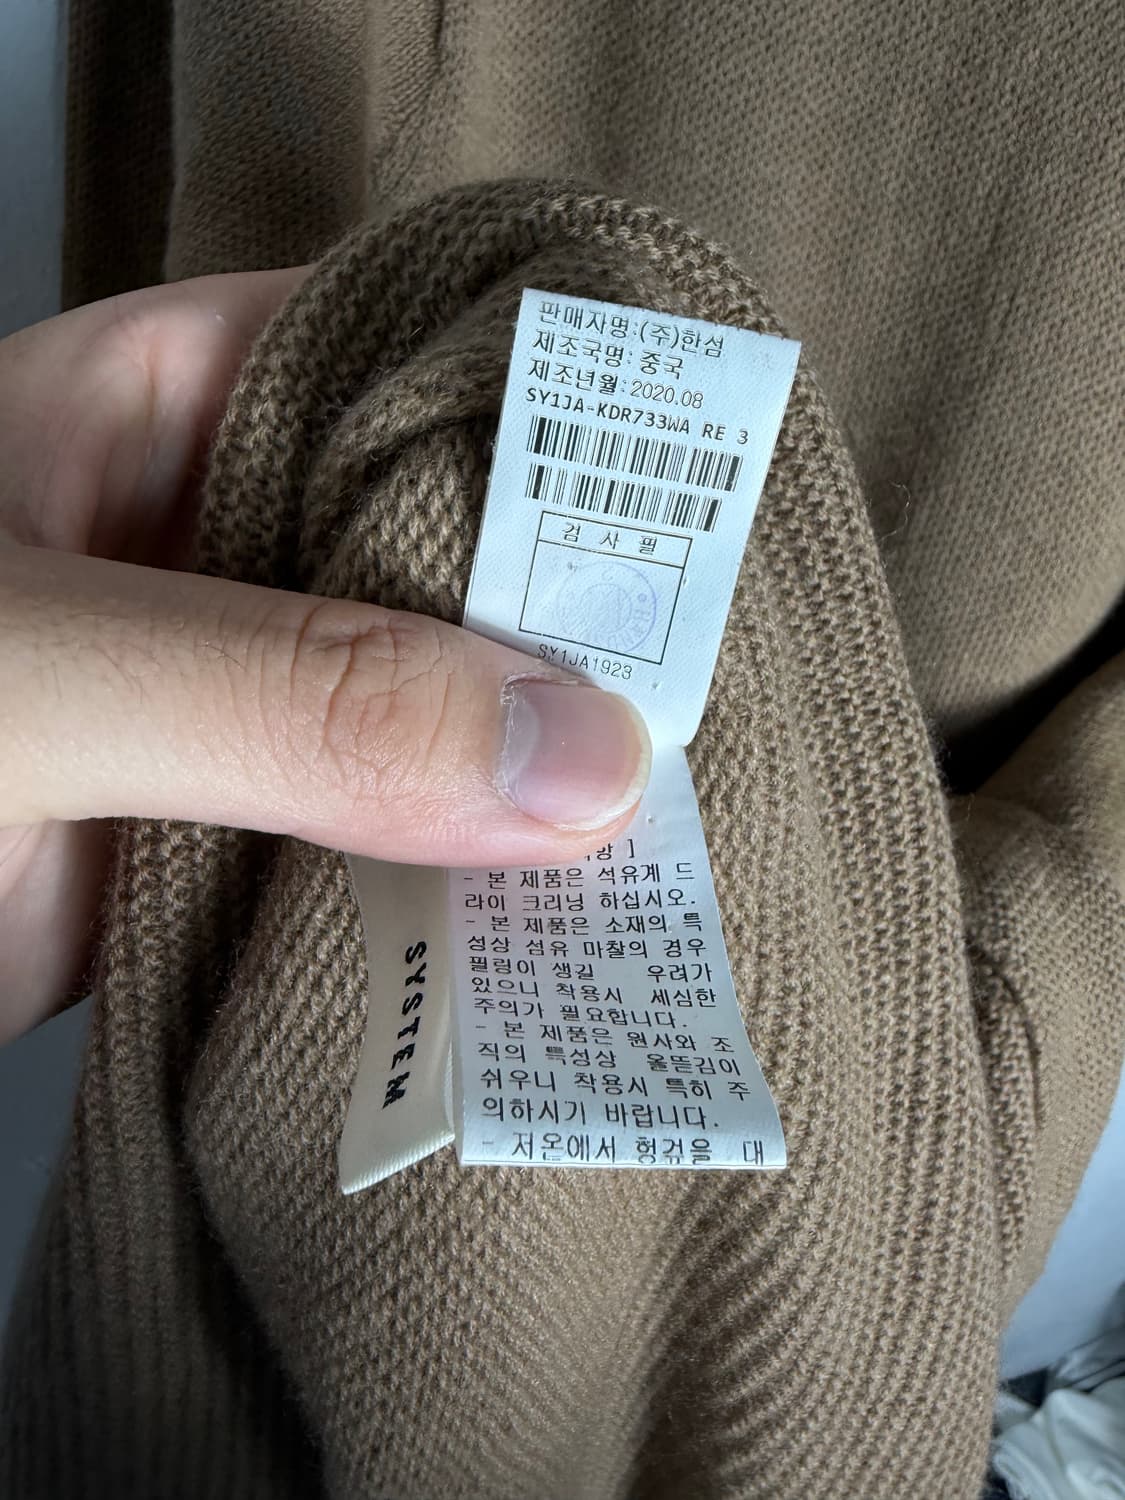 판매자명:(주)한섬
제조국명: 중국
제조년월:2020.08
SY1JA-KDR733WA RE 3
검 사 필
SY1JA1923
항 ]
- 본 제품은 석유계 드
라이 크리닝 하십시오.
- 본 제품은 소재의 특
성상 섬유 마찰의 경우
필링이 생길 우려가
있으니 착용시 세심한
주의가 필요합니다.
- 본 제품은 원사와 조
직의 특성상 올뜯김이
쉬우니 착용시 특히 주
의하시기 바랍니다.
- 저온에서 헝겊을 대
SYSTEM